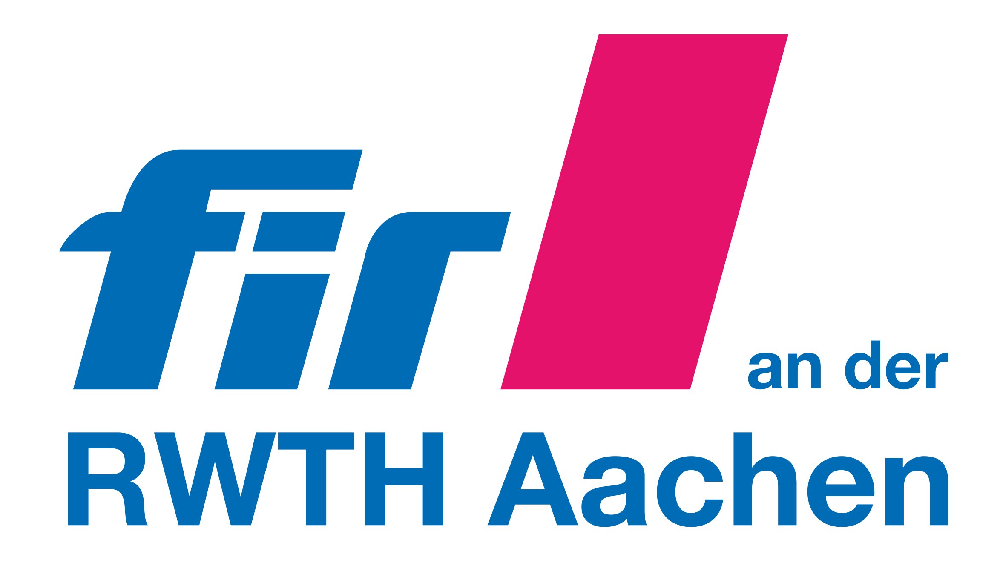 fir
an der
RWTH Aachen